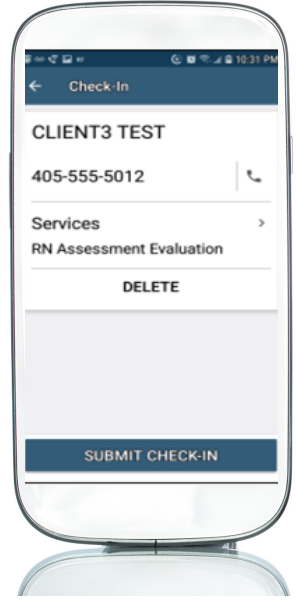 10:31 PM
Check-In
CLIENT3 TEST
405-555-5012
Services
RN Assessment Evaluation
DELETE
SUBMIT CHECK-IN